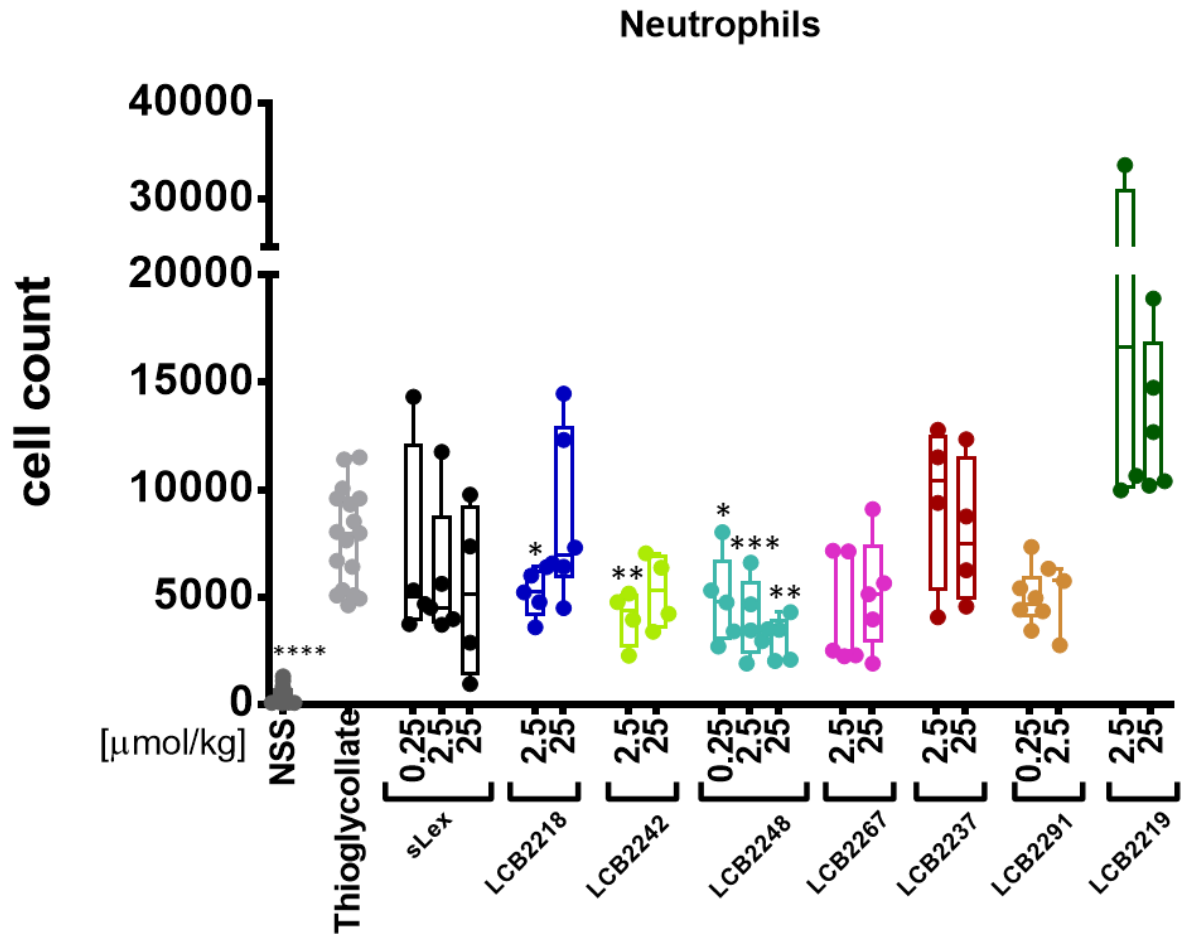 Neutrophils
cell count
40000
30000
20000
15000
10000
5000
0
****
*
**
*
***
**
[μmol/kg]
NSS
Thioglycollate
0.25
2.5
25
2.5
25
2.5
25
0.25
2.5
25
2.5
25
2.5
25
0.25
2.5
2.5
25
sLex
LCB2218
LCB2242
LCB2248
LCB2267
LCB2237
LCB2291
LCB2219